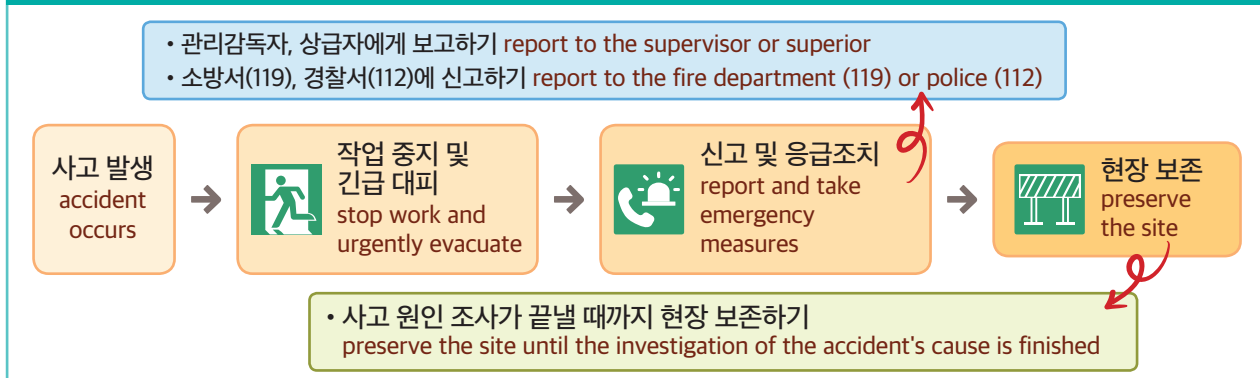 • 관리감독자, 상급자에게 보고하기 report to the supervisor or superior
• 소방서(119), 경찰서(112)에 신고하기 report to the fire department (119) or police (112)
사고 발생
accident
occurs
작업 중지 및
긴급 대피
stop work and
urgently evacuate
신고 및 응급조치
report and take
emergency
measures
현장 보존
preserve
the site
• 사고 원인 조사가 끝낼 때까지 현장 보존하기
preserve the site until the investigation of the accident's cause is finished